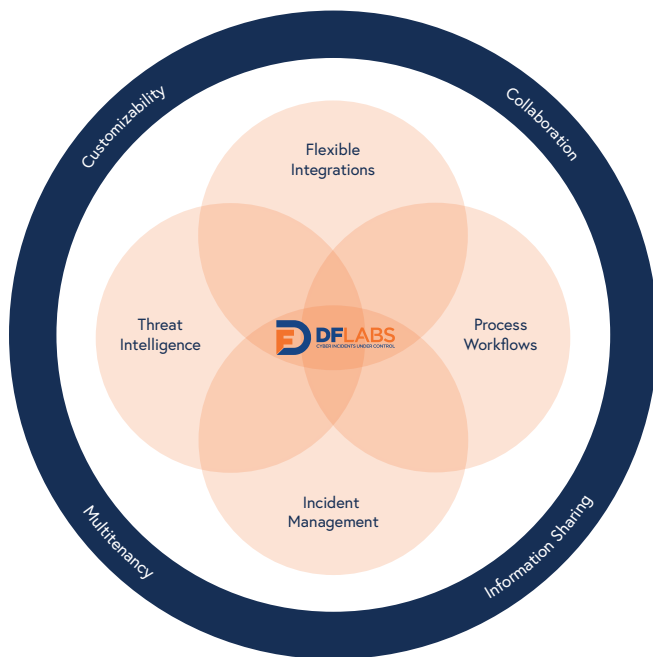 Customizability
Collaboration
Flexible
Integrations
Threat
Intelligence
DFLABS
CYBER INCIDENTS UNDER CONTROL
Process
Workflows
Incident
Management
Multitenancy
Information Sharing